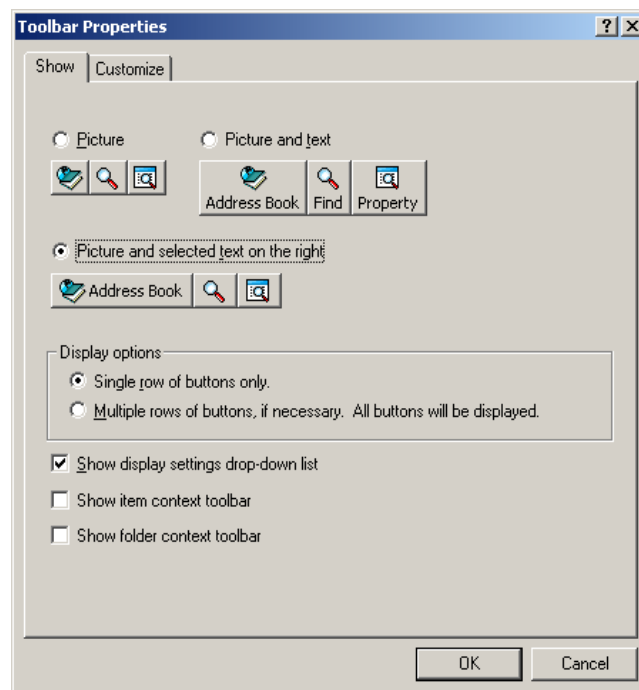 Toolbar Properties
Show
Customize
Picture
Picture and text
Address Book
Find
Property
Picture and selected text on the right
Address Book
Display options
Single row of buttons only.
Multiple rows of buttons, if necessary. All buttons will be displayed.
Show display settings drop-down list
Show item context toolbar
Show folder context toolbar
OK
Cancel